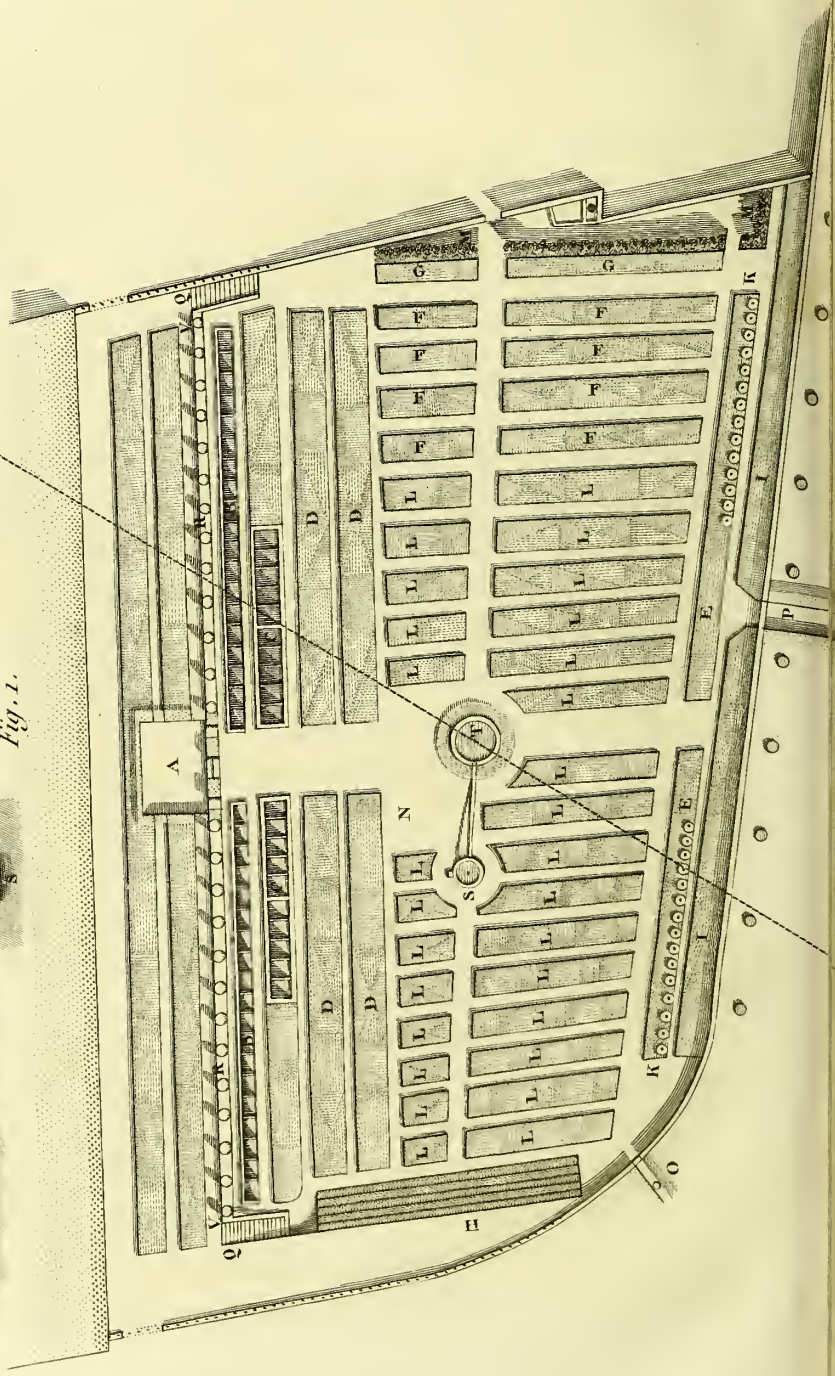 S
Fig. 1.
A
Q V R R V Q
B B
C
D D
D D
N
L L L L L L L L L L L L L F F F F G M
S T
H
L L L L L L L L L L L L L L L F F F F G M
K E E K
I I
O P